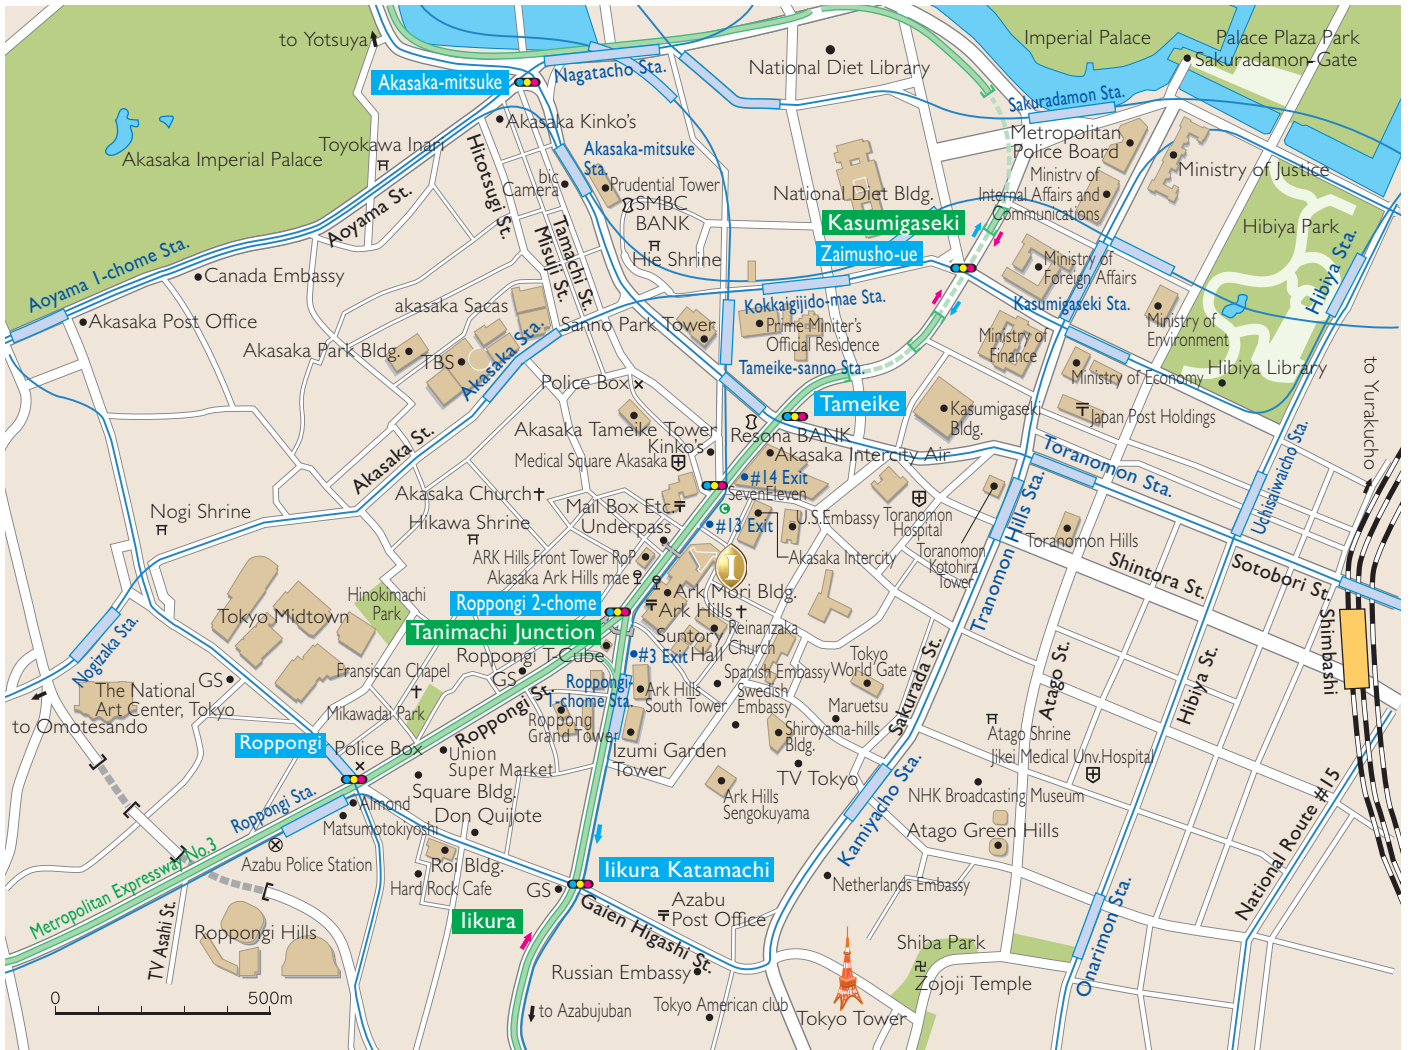 to Yotsuya
Imperial Palace
Palace Plaza Park
Sakuradamon-Gate
National Diet Library
Nagatacho Sta.
Akasaka-mitsuke
Sakuradamon Sta.
Akasaka Kinko's
Metropolitan
Police Board
Toyokawa Inari
Akasaka Imperial Palace
Hitotsugi St.
Akasaka-mitsuke
Sta.
bic
Camera
Prudential Tower
SMBC
BANK
National Diet Bldg.
Ministry of
Internal Affairs and
Communications
Ministry of Justice
Aoyama St.
Tamachi St.
Misuji St.
Hie Shrine
Kasumigaseki
Zaimusho-ue
Hibiya Park
Hibiya Sta.
Aoyama 1-chome Sta.
Canada Embassy
Ministry of
Foreign Affairs
akasaka Sacas
Kokkaigijido-mae Sta.
Kasumigaseki Sta.
Akasaka Post Office
Sanno Park Tower
Prime Miniter's
Official Residence
Ministry of
Finance
Ministry of
Environment
Akasaka Park Bldg.
TBS
Akasaka Sta.
Tameike-sanno Sta.
Ministry of Economy
Hibiya Library
to Yurakucho
Police Box
Tameike
Kasumigaseki
Bldg.
Japan Post Holdings
Akasaka Tameike Tower
Kinko's
Resona BANK
Akasaka St.
Medical Square Akasaka
Akasaka Intercity Air
Toranomon Sta.
Uchisaiwaicho Sta.
#14 Exit
Akasaka Church
SevenEleven
Mail Box Etc.
Underpass
#13 Exit
U.S.Embassy
Toranomon
Hospital
Toranomon Hills Sta.
Nogi Shrine
Hikawa Shrine
Toranomon Hills
ARK Hills Front Tower RoP
Akasaka Intercity
Toranomon
Kotohira
Tower
Shintora St.
Sotobori St.
Akasaka Ark Hills mae
I
Hinokimachi
Park
Roppongi 2-chome
Ark Mori Bldg.
Ark Hills
Shimbashi
Tokyo Midtown
Tanimachi Junction
Suntory
Hall
Reinanzaka
Church
Nogizaka Sta.
Roppongi T-Cube
#3 Exit
Tokyo
World Gate
Sakurada St.
Atago St.
Hibiya St.
Fransiscan Chapel
GS
GS
Spanish Embassy
Swedish
Embassy
The National
Art Center, Tokyo
Roppongi-
1-chome Sta.
Ark Hills
South Tower
Mikawadai Park
Roppongi St.
Roppong
Grand Tower
Maruetsu
to Omotesando
Shiroyama-hills
Bldg.
Atago Shrine
Roppongi
Police Box
Union
Super Market
Izumi Garden
Tower
Jikei Medical Unv.Hospital
TV Tokyo
Square Bldg.
Ark Hills
Sengokuyama
NHK Broadcasting Museum
National Route #15
Roppongi Sta.
Almond
Matsumotokiyoshi
Don Quijote
Kamiyacho Sta.
Atago Green Hills
Metropolitan Expressway No.3
Azabu Police Station
Roi Bldg.
Hard Rock Cafe
GS
Iikura Katamachi
Netherlands Embassy
Onarimon Sta.
Azabu
Post Office
TV Asahi St.
Roppongi Hills
Iikura
Gaien Higashi St.
Shiba Park
Russian Embassy
Zojoji Temple
0
500m
to Azabujuban
Tokyo American club
Tokyo Tower